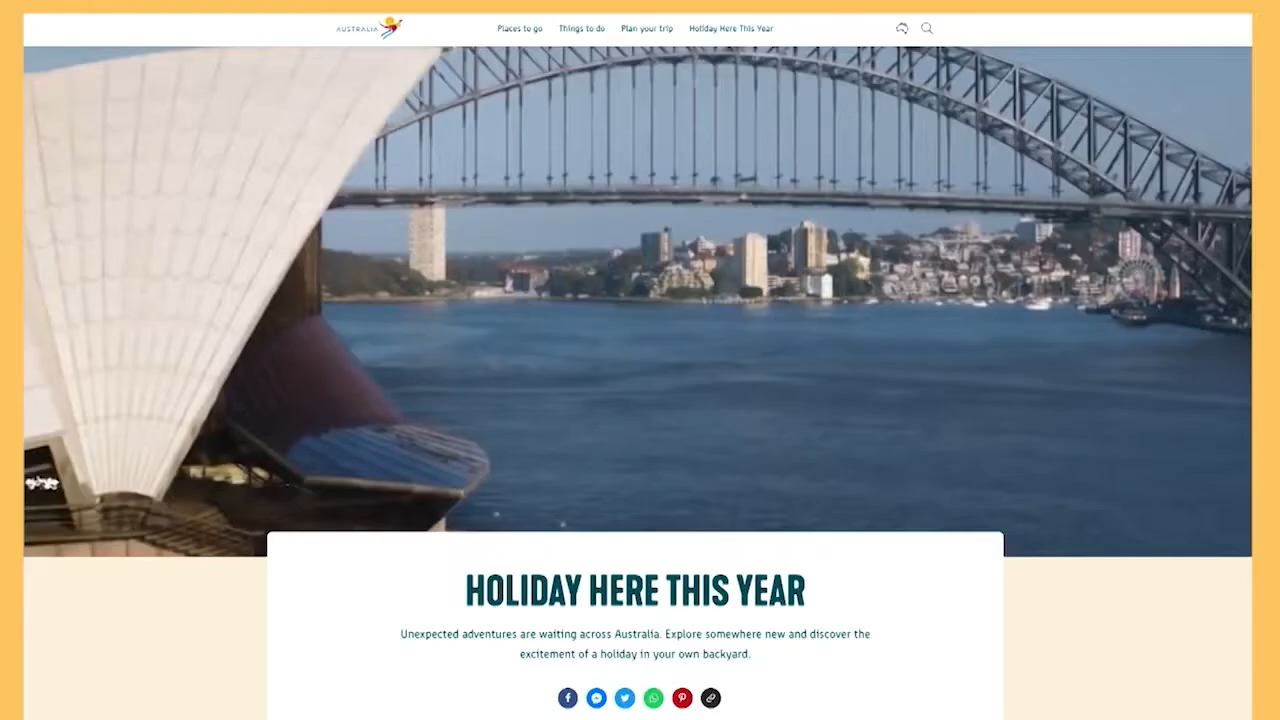 AUSTRALIA
Places to go
Things to do
Plan your trip
Holiday Here This Year
HOLIDAY HERE THIS YEAR
Unexpected adventures are waiting across Australia. Explore somewhere new and discover the
excitement of a holiday in your own backyard.